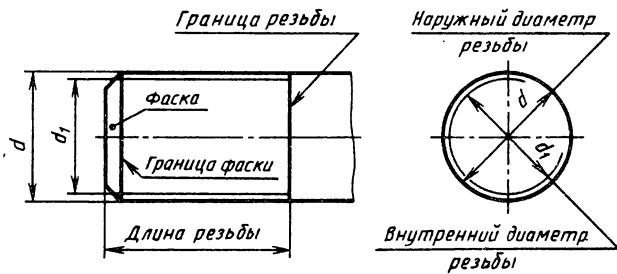 Граница резьбы
Наружный диаметр
резьбы
Фаска
Граница фаски
d
d₁
Длина резьбы
d
d₁
Внутренний диаметр
резьбы